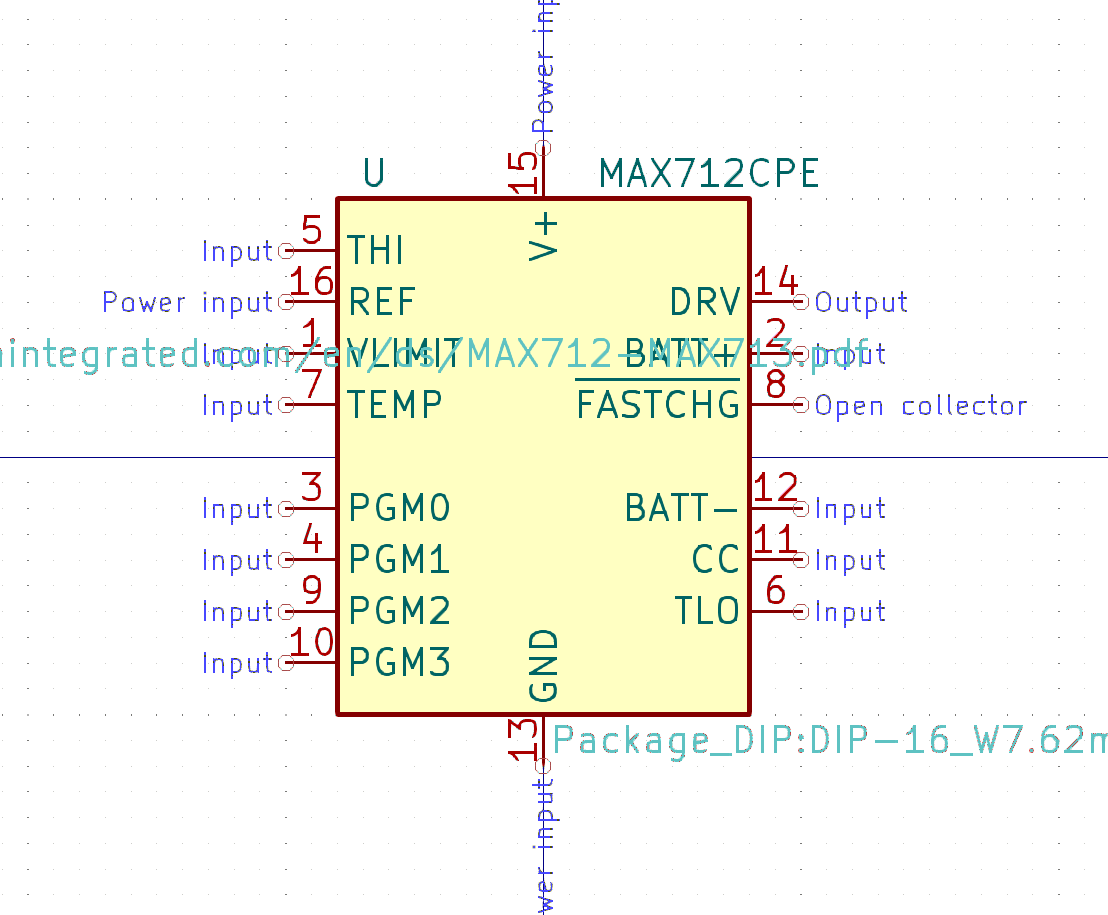 Power inp
15
U
MAX712CPE
V+
Input 5 THI
Power input 16 REF
DRV 14 Output
Input 1 VLIMIT
BATT+ 2 Input
aintegrated.com/en/ds/MAX712-MAX713.pdf
Input 7 TEMP
FASTCHG 8 Open collector
Input 3 PGM0
BATT- 12 Input
Input 4 PGM1
CC 11 Input
Input 9 PGM2
TLO 6 Input
Input 10 PGM3
GND
13
Package_DIP:DIP-16_W7.62m
wer input